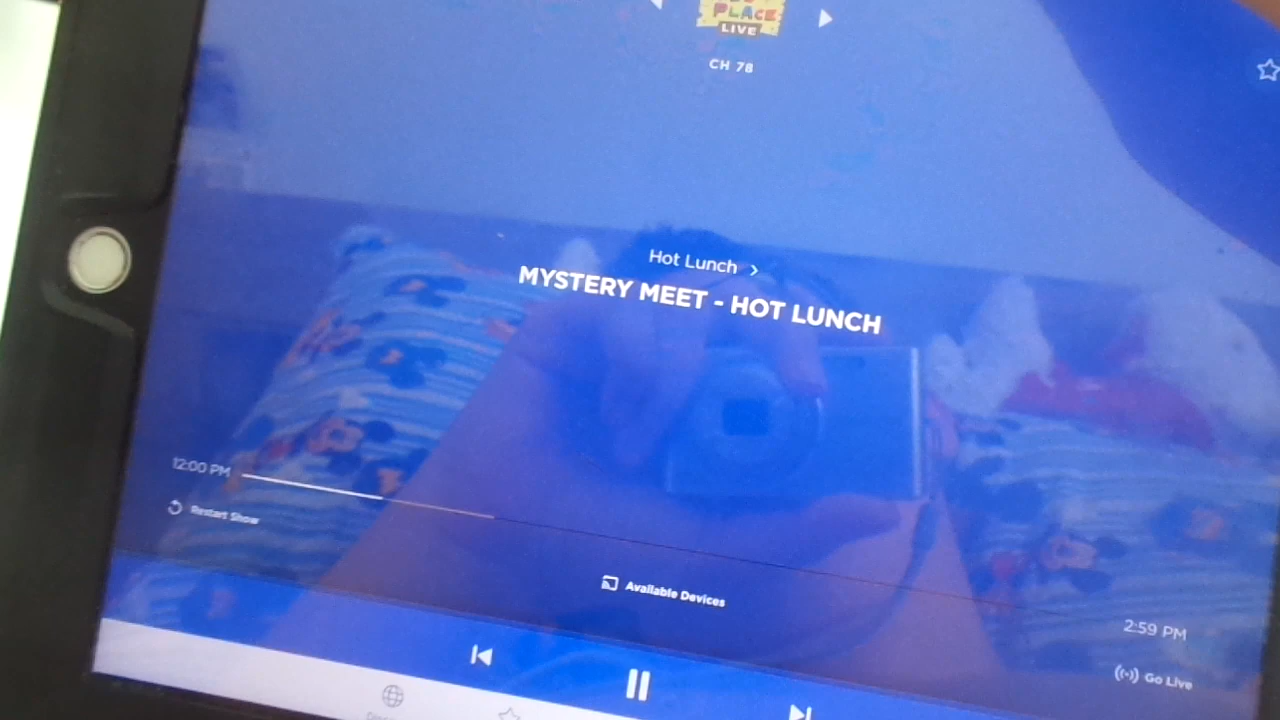 PLACE
LIVE
CH 78
Hot Lunch
MYSTERY MEET - HOT LUNCH
12:00 PM
Restart Show
Available Devices
2:59 PM
Go Live